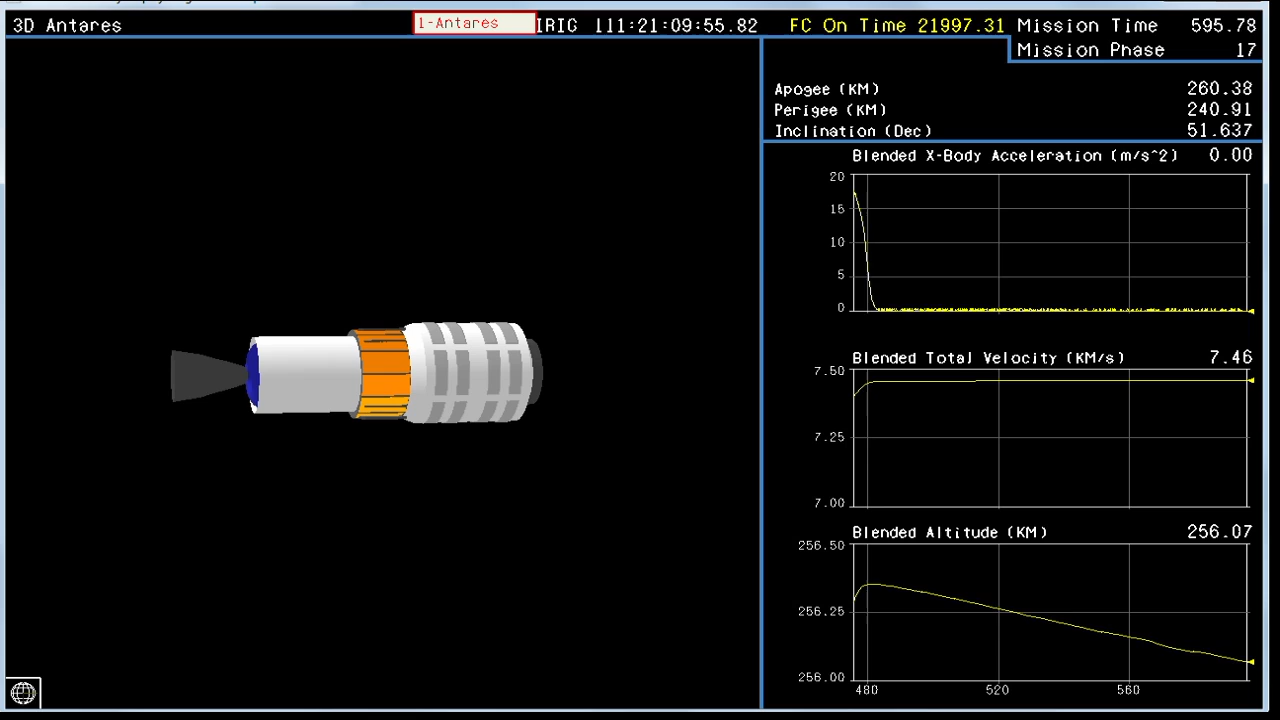 3D Antares
1-Antares
IRIG 111:21:09:55.82
FC On Time 21997.31
Mission Time 595.78
Mission Phase 17
Apogee (KM) 260.38
Perigee (KM) 240.91
Inclination (Dec) 51.637
Blended X-Body Acceleration (m/s^2) 0.00
20
15
10
5
0
Blended Total Velocity (KM/s) 7.46
7.50
7.25
7.00
Blended Altitude (KM) 256.07
256.50
256.25
256.00
480 520 560